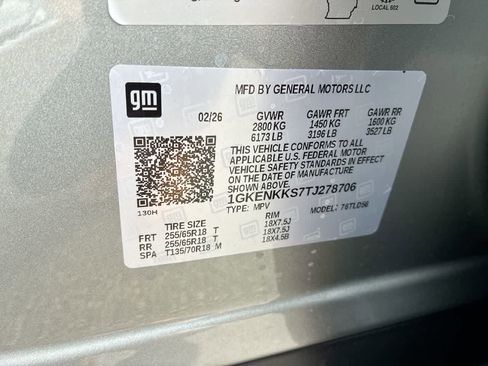 LOCAL 602
gm
MFD BY GENERAL MOTORS LLC
02/26 GVWR GAWR FRT GAWR RR
2800 KG 1450 KG 1600 KG
6173 LB 3196 LB 3527 LB
THIS VEHICLE CONFORMS TO ALL
APPLICABLE U.S. FEDERAL MOTOR
VEHICLE SAFETY STANDARDS IN EFFECT
ON THE DATE OF MANUFACTURE
SHOWN ABOVE.
1GKENKKS7TJ278706
TYPE: MPV MODEL: 76TLD56
130H
TIRE SIZE RIM
FRT 255/65R18 T 18X7.5J
RR 255/65R18 T 18X7.5J
SPA T135/70R18 M 18X4.5B